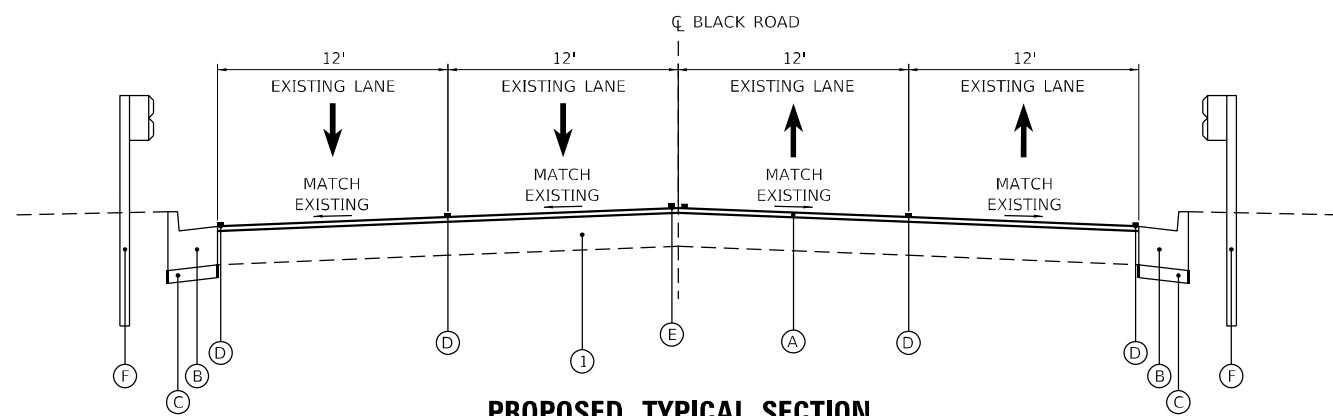 ℄ BLACK ROAD
12' 12' 12' 12'
EXISTING LANE EXISTING LANE EXISTING LANE EXISTING LANE
MATCH EXISTING MATCH EXISTING MATCH EXISTING MATCH EXISTING
F C B D D 1 E A D D B C F
PROPOSED TYPICAL SECTION